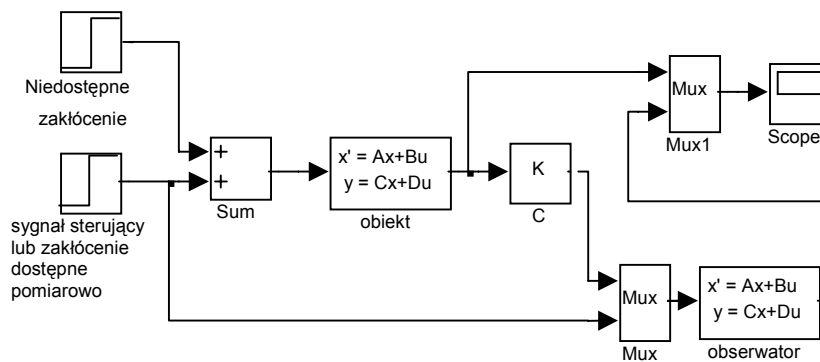 Niedostępne
zakłócenie
sygnał sterujący
lub zakłócenie
dostępne
pomiarowo
+
+
Sum
x' = Ax+Bu
y = Cx+Du
obiekt
K
C
Mux
Mux1
Scope
Mux
Mux
x' = Ax+Bu
y = Cx+Du
obserwator